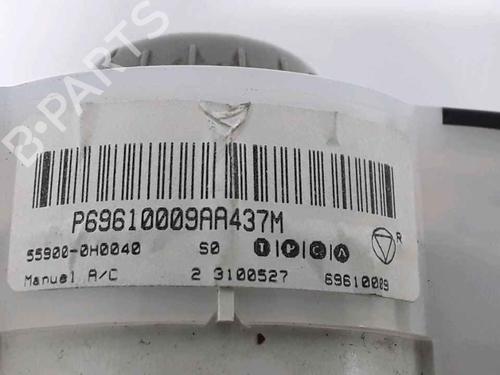 B-PARTS
P69610009AA437M
55900-0H0040 S0 T P C A R
Manuel A/C 2 3100527 69610009